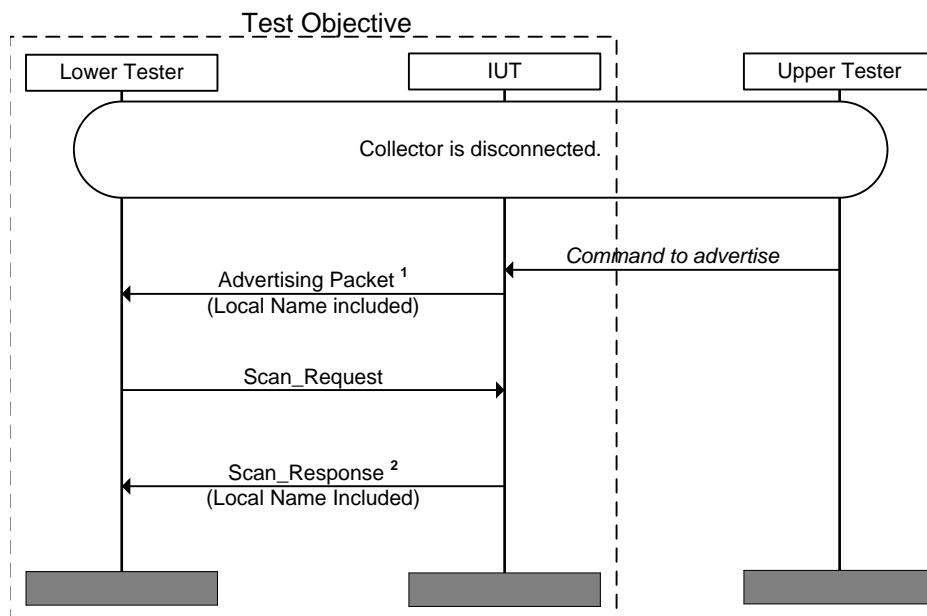 Test Objective
Lower Tester
IUT
Upper Tester
Collector is disconnected.
Command to advertise
Advertising Packet 1
(Local Name included)
Scan_Request
Scan_Response 2
(Local Name Included)